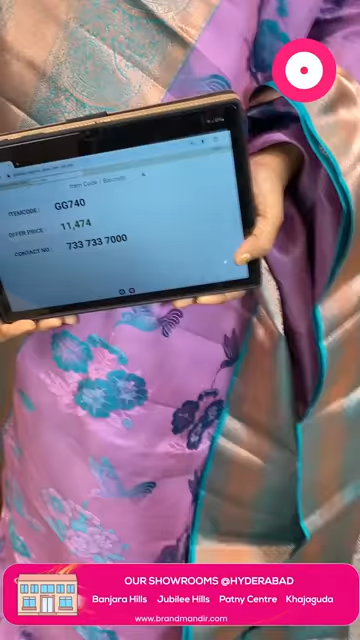 Item Code / Barcode
ITEMCODE : GG740
OFFER PRICE : 11,474
CONTACT NO : 733 733 7000
OUR SHOWROOMS @HYDERABAD
Banjara Hills Jubilee Hills Patny Centre Khajaguda
www.brandmandir.com